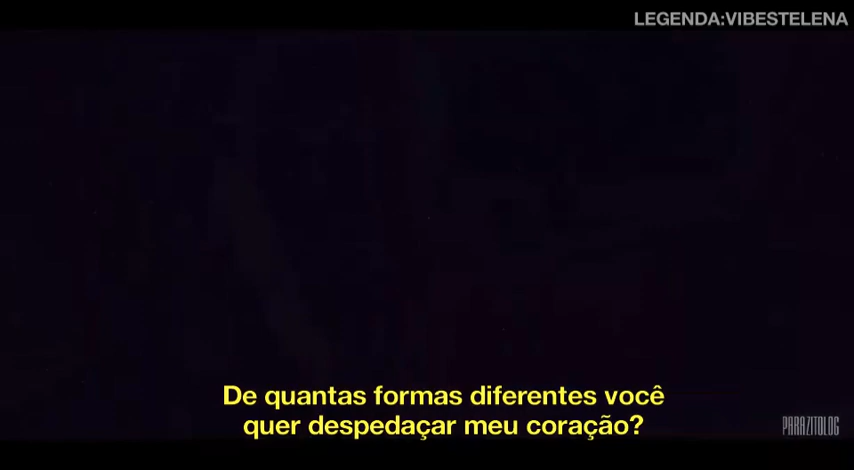 LEGENDA:VIBESTELENA
De quantas formas diferentes você
quer despedaçar meu coração?
PARAZITOLOG